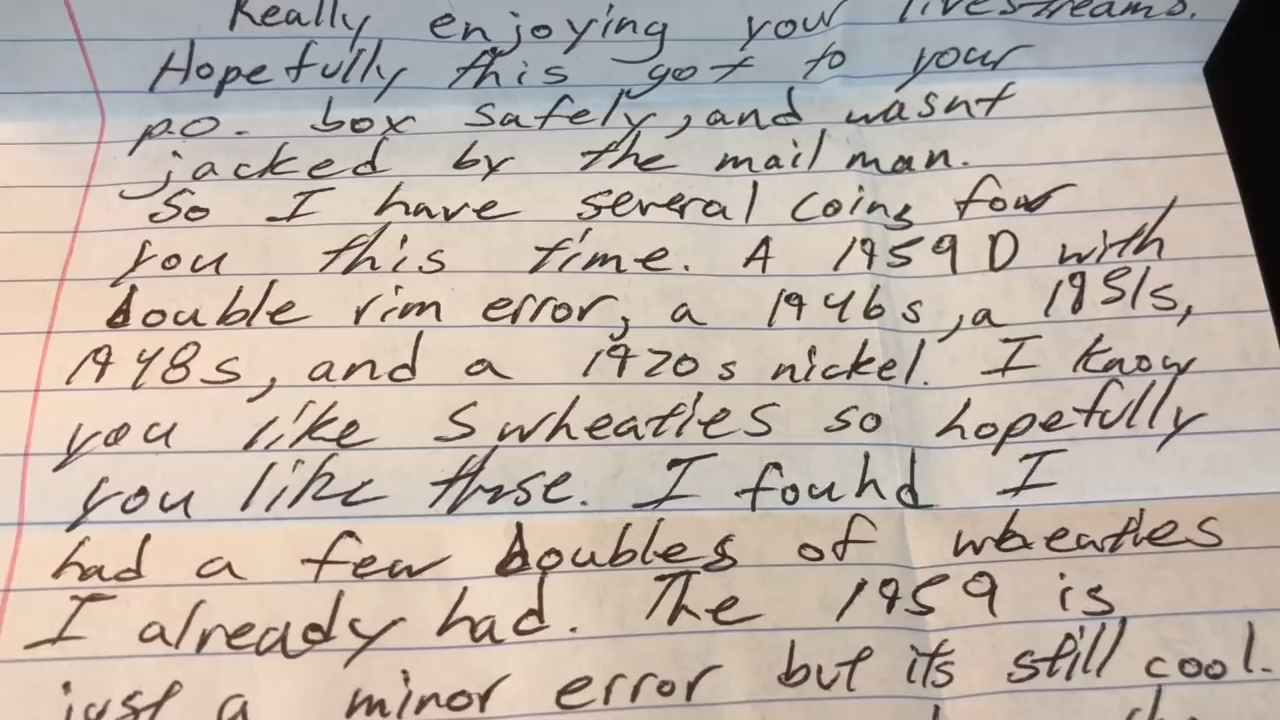 Really enjoying your livestreams.
Hopefully this got to your
p.o. box safely, and wasnt
jacked by the mail man.
So I have several coins for
you this time. A 1959 D with
double rim error, a 1946s, a 1951s,
1948s, and a 1920s nickel. I know
you like S wheaties so hopefully
you like these. I found I
had a few doubles of wheaties
I already had. The 1959 is
just a minor error but its still cool.